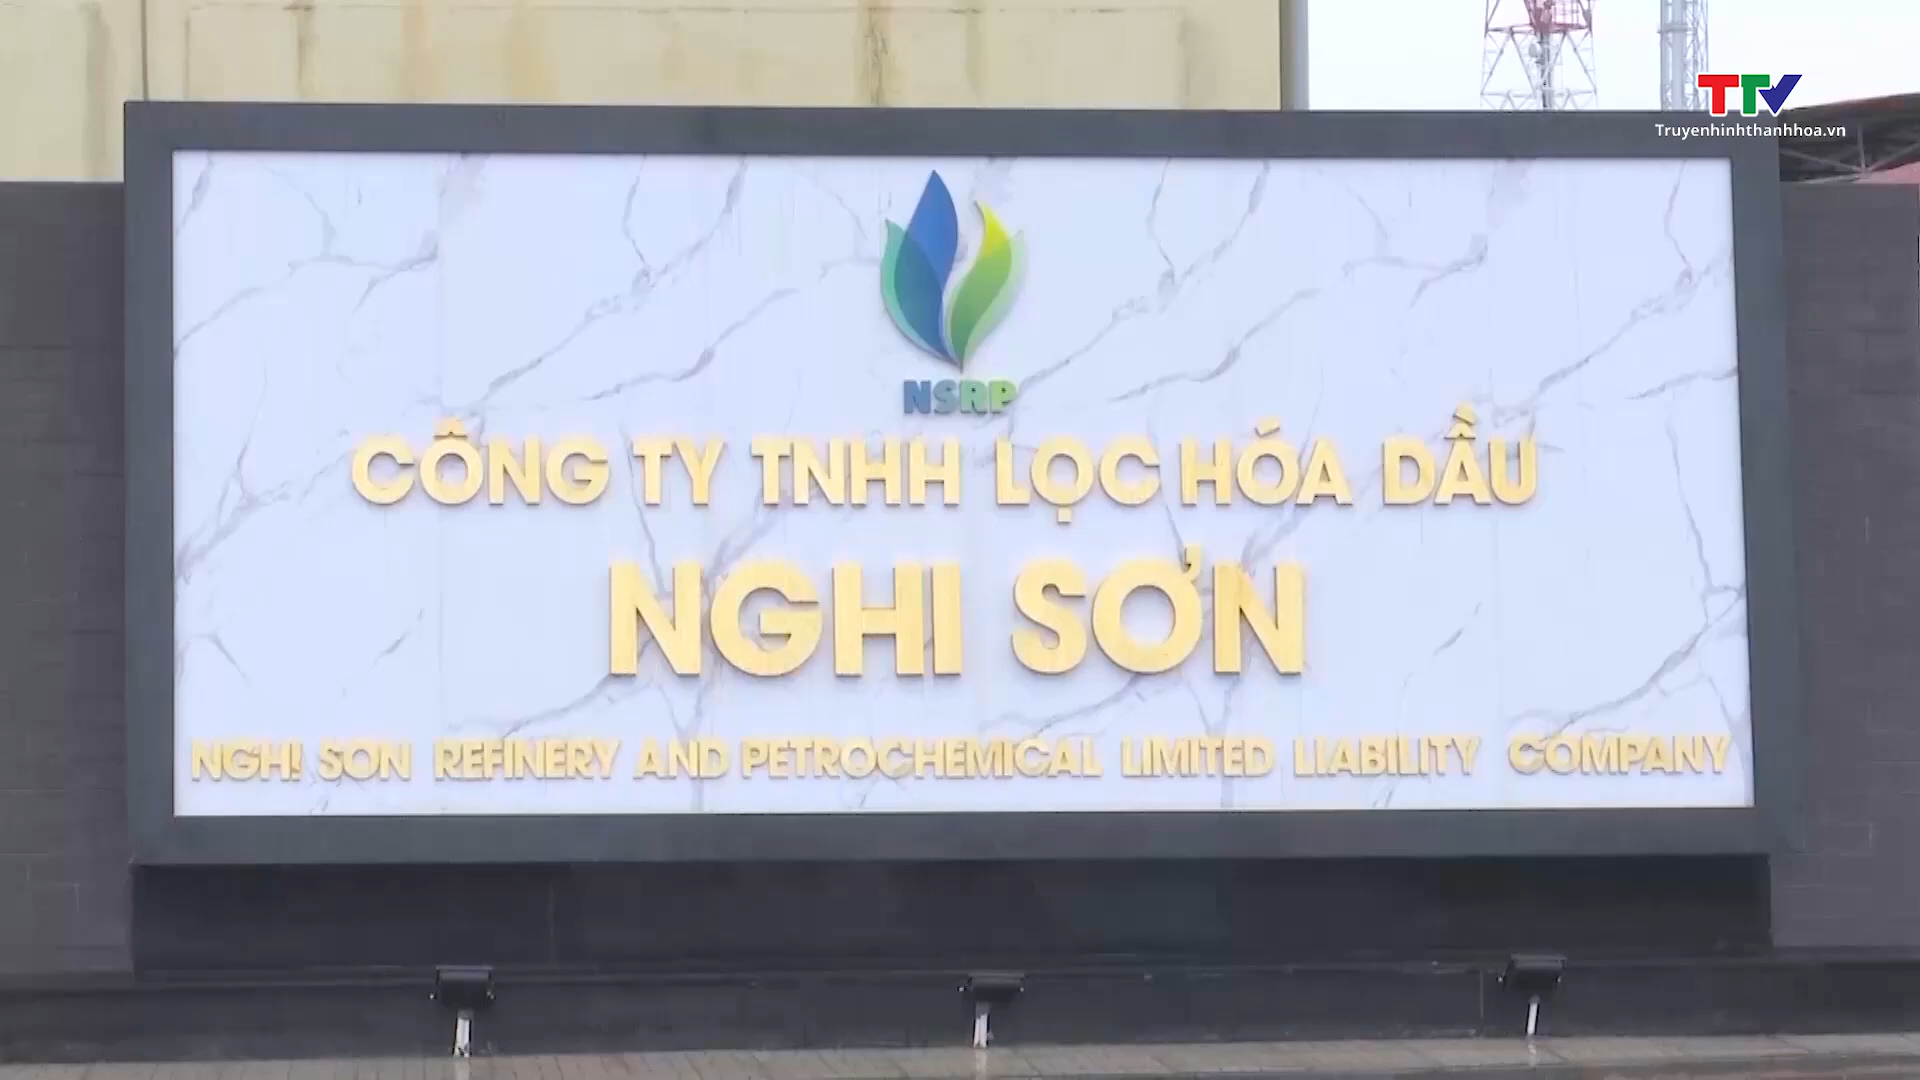 TTV
Truyenhinhthanhhoa.vn
NSRP
CÔNG TY TNHH LỌC HÓA DẦU
NGHI SƠN
NGHI SON REFINERY AND PETROCHEMICAL LIMITED LIABILITY COMPANY